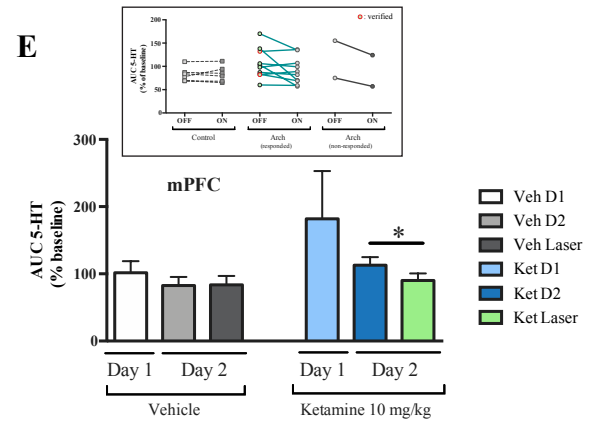 E
AUC 5-HT
(% of baseline)
200
150
100
50
0
: verified
OFF ON OFF ON OFF ON
Control Arch Arch
(responded) (non-responded)
AUC 5-HT
(% baseline)
300
200
100
0
mPFC
*
Veh D1
Veh D2
Veh Laser
Ket D1
Ket D2
Ket Laser
Day 1 Day 2 Day 1 Day 2
Vehicle Ketamine 10 mg/kg